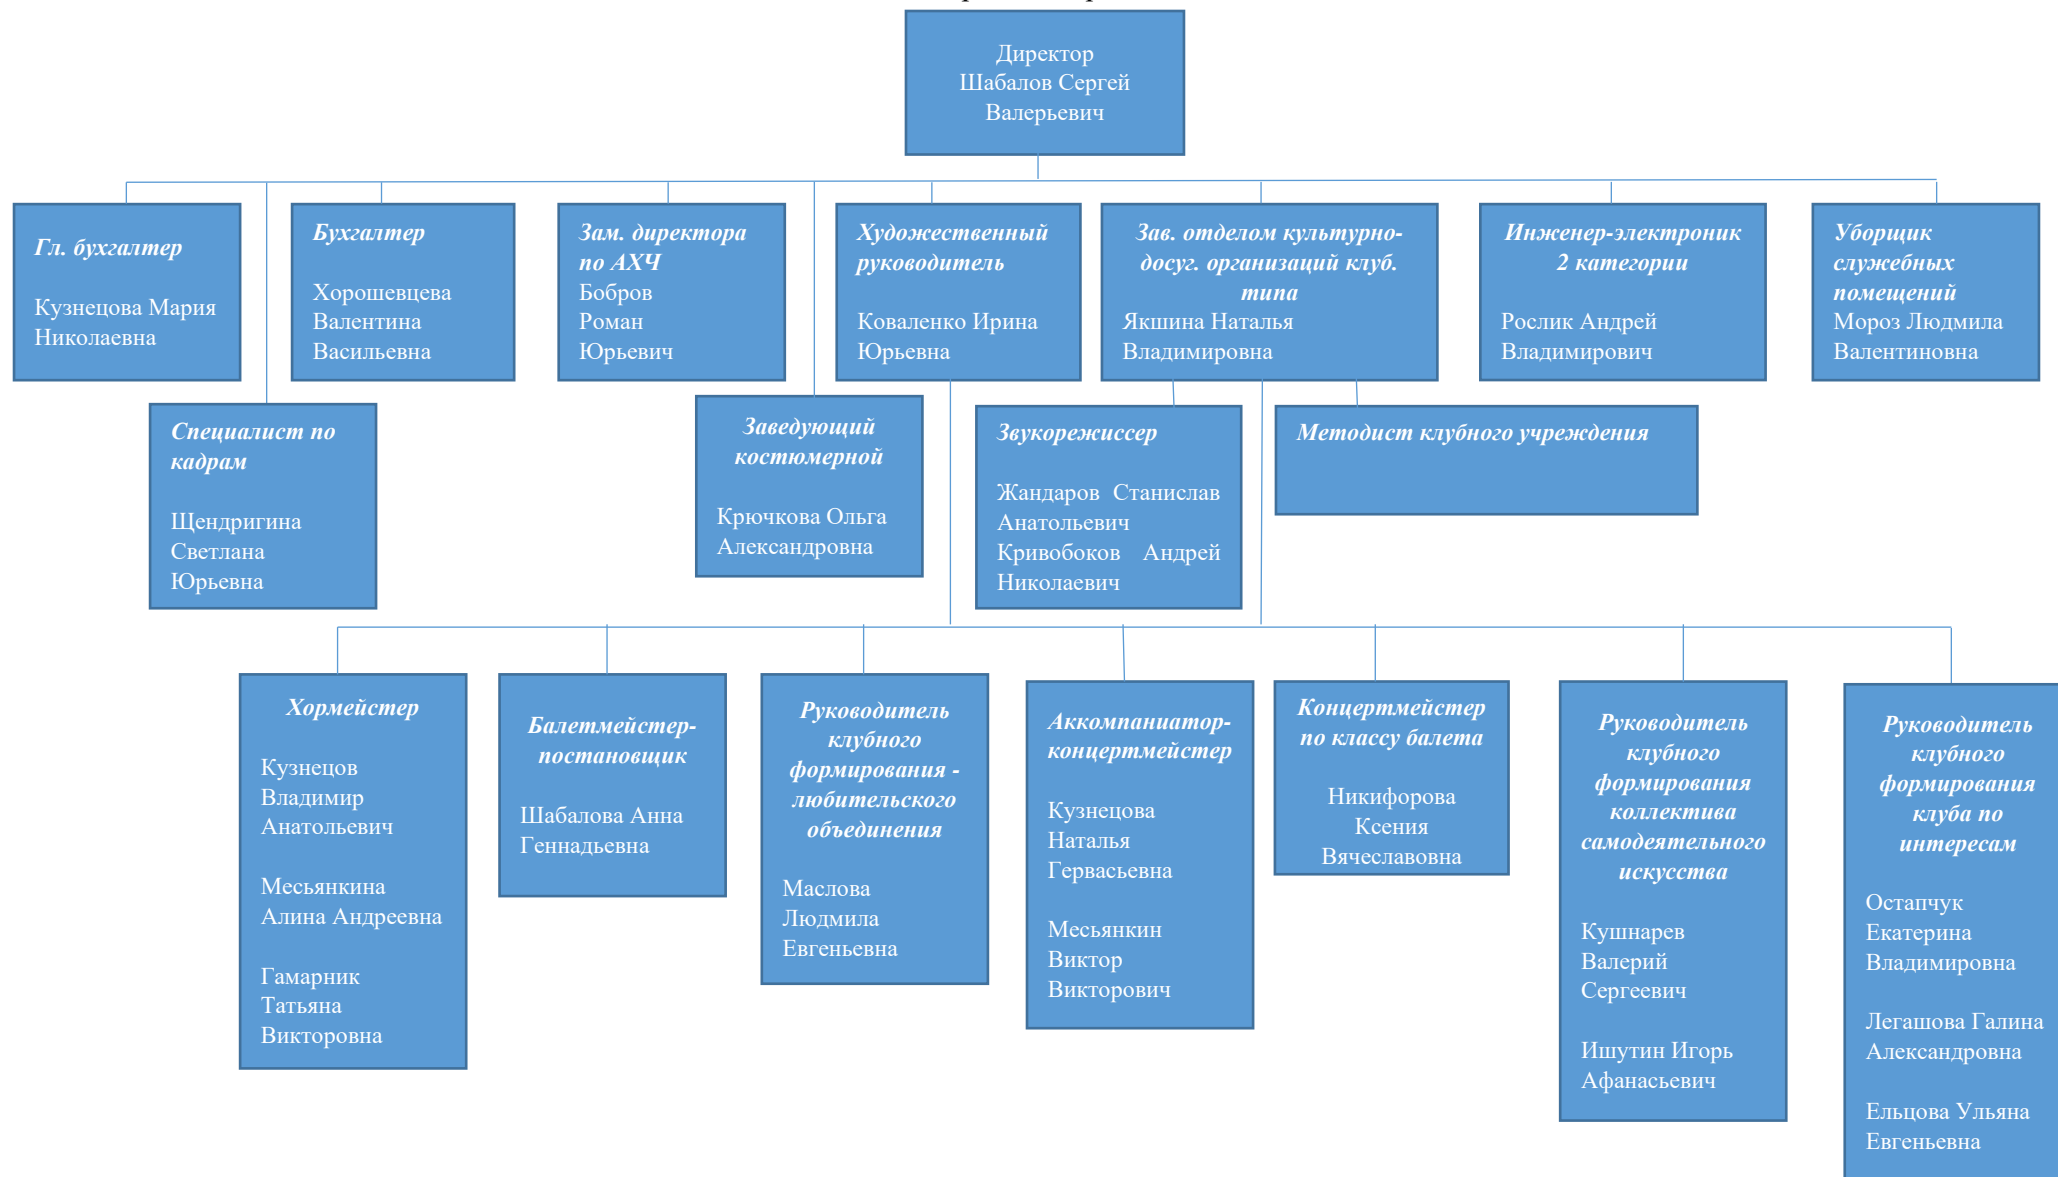 Директор
Шабалов Сергей
Валерьевич
Гл. бухгалтер
Кузнецова Мария
Николаевна
Бухгалтер
Хорошевцева
Валентина
Васильевна
Зам. директора
по АХЧ
Бобров
Роман
Юрьевич
Художественный
руководитель
Коваленко Ирина
Юрьевна
Зав. отделом культурно-
досуг. организаций клуб.
типа
Якшина Наталья
Владимировна
Инженер-электроник
2 категории
Рослик Андрей
Владимирович
Уборщик
служебных
помещений
Мороз Людмила
Валентиновна
Специалист по
кадрам
Щендригина
Светлана
Юрьевна
Заведующий
костюмерной
Крючкова Ольга
Александровна
Звукорежиссер
Жандаров Станислав
Анатольевич
Кривобоков Андрей
Николаевич
Методист клубного учреждения
Хормейстер
Кузнецов
Владимир
Анатольевич
Месьянкина
Алина Андреевна
Гамарник
Татьяна
Викторовна
Балетмейстер-
постановщик
Шабалова Анна
Геннадьевна
Руководитель
клубного
формирования -
любительского
объединения
Маслова
Людмила
Евгеньевна
Аккомпаниатор-
концертмейстер
Кузнецова
Наталья
Гервасьевна
Месьянкин
Виктор
Викторович
Концертмейстер
по классу балета
Никифорова
Ксения
Вячеславовна
Руководитель
клубного
формирования
коллектива
самодеятельного
искусства
Кушнарев
Валерий
Сергеевич
Ишутин Игорь
Афанасьевич
Руководитель
клубного
формирования
клуба по
интересам
Остапчук
Екатерина
Владимировна
Легашова Галина
Александровна
Ельцова Ульяна
Евгеньевна